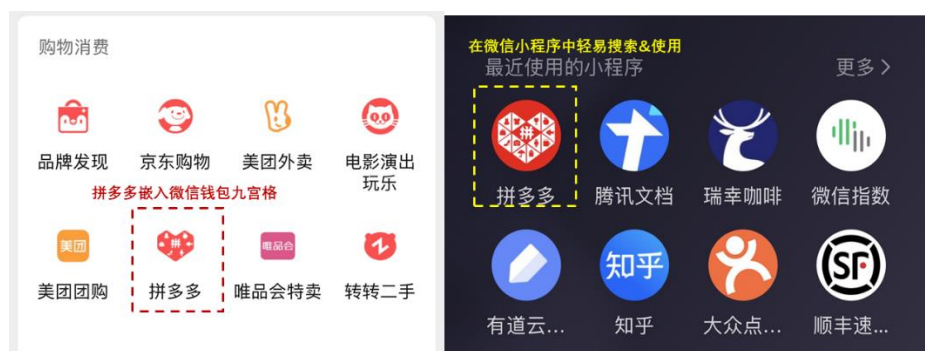 购物消费
品牌发现
京东购物
美团外卖
电影演出
玩乐
拼多多嵌入微信钱包九宫格
美团
拼
唯品会
美团团购
拼多多
唯品会特卖
转转二手
在微信小程序中轻易搜索&使用
最近使用的小程序
更多
拼
拼多多
腾讯文档
瑞幸咖啡
微信指数
知乎
SF
有道云...
知乎
大众点...
顺丰速...